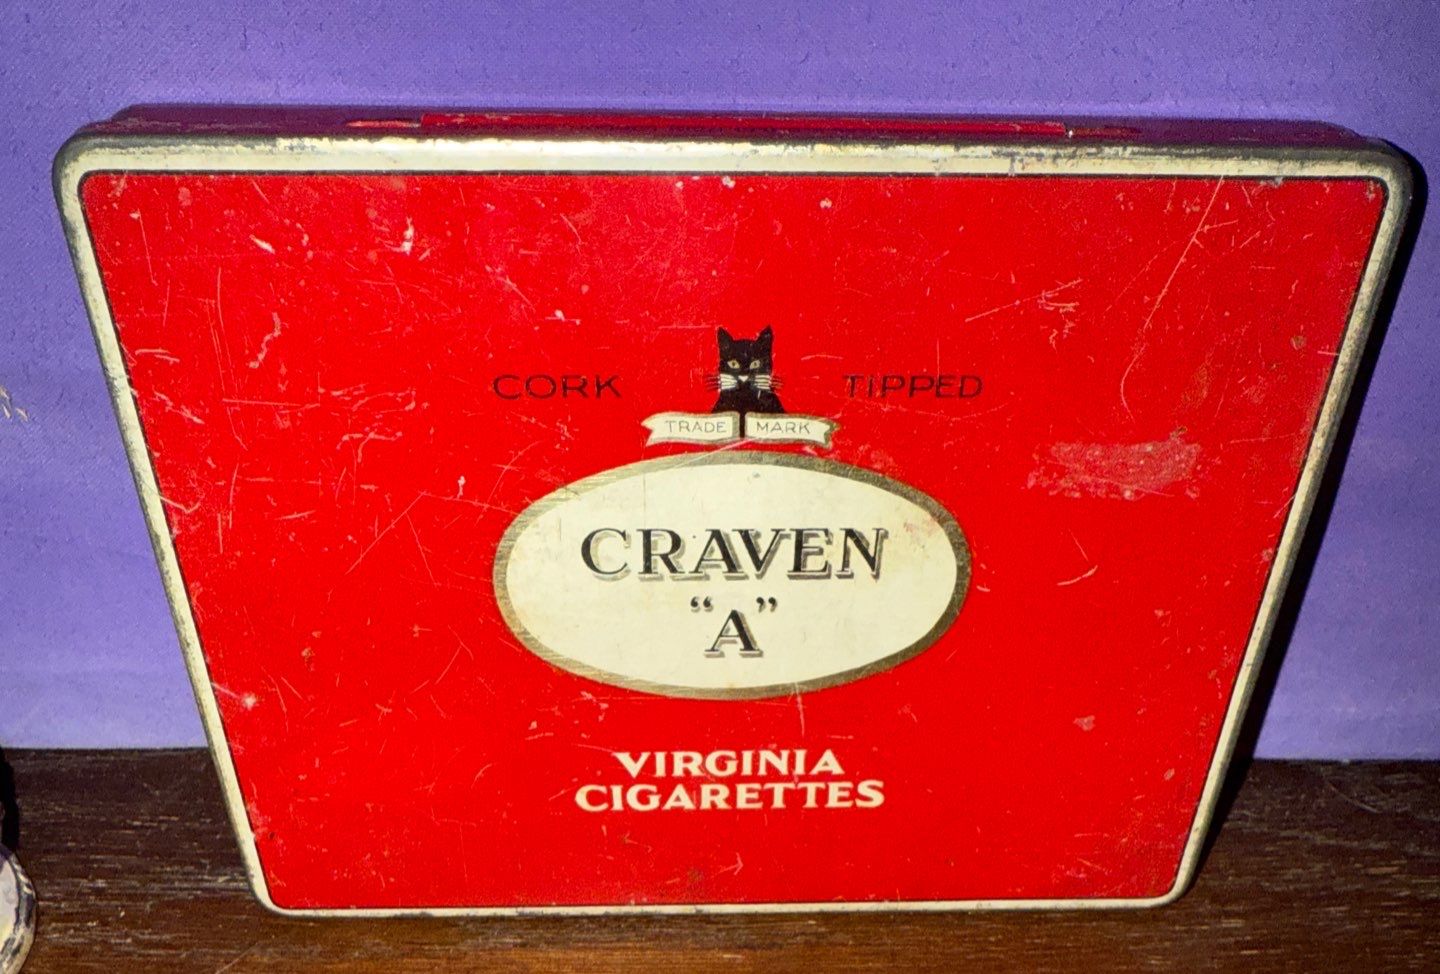 CORK TIPPED
TRADE MARK
CRAVEN
“A”
VIRGINIA
CIGARETTES